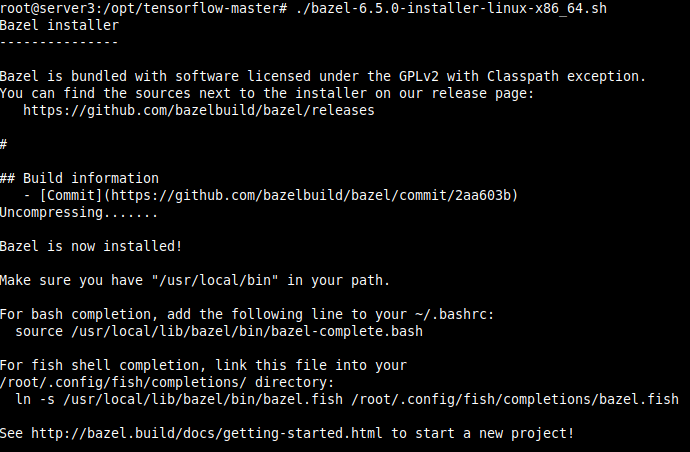 root@server3:/opt/tensorflow-master# ./bazel-6.5.0-installer-linux-x86_64.sh
Bazel installer
---------------
Bazel is bundled with software licensed under the GPLv2 with Classpath exception.
You can find the sources next to the installer on our release page:
   https://github.com/bazelbuild/bazel/releases
#
## Build information
   - [Commit](https://github.com/bazelbuild/bazel/commit/2aa603b)
Uncompressing.......
Bazel is now installed!
Make sure you have "/usr/local/bin" in your path.
For bash completion, add the following line to your ~/.bashrc:
  source /usr/local/lib/bazel/bin/bazel-complete.bash
For fish shell completion, link this file into your
/root/.config/fish/completions/ directory:
  ln -s /usr/local/lib/bazel/bin/bazel.fish /root/.config/fish/completions/bazel.fish
See http://bazel.build/docs/getting-started.html to start a new project!